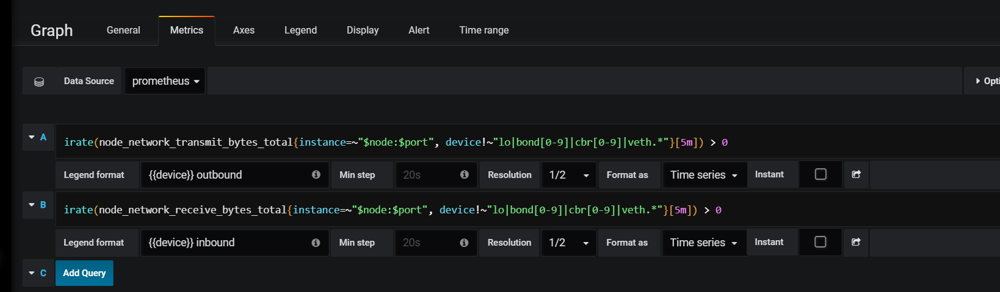 Graph General Metrics Axes Legend Display Alert Time range
Data Source prometheus Opti
A irate(node_network_transmit_bytes_total{instance=~"$node:$port", device!~"lo|bond[0-9]|cbr[0-9]|veth.*"}[5m]) > 0
Legend format {{device}} outbound Min step 20s Resolution 1/2 Format as Time series Instant
B irate(node_network_receive_bytes_total{instance=~"$node:$port", device!~"lo|bond[0-9]|cbr[0-9]|veth.*"}[5m]) > 0
Legend format {{device}} inbound Min step 20s Resolution 1/2 Format as Time series Instant
C Add Query